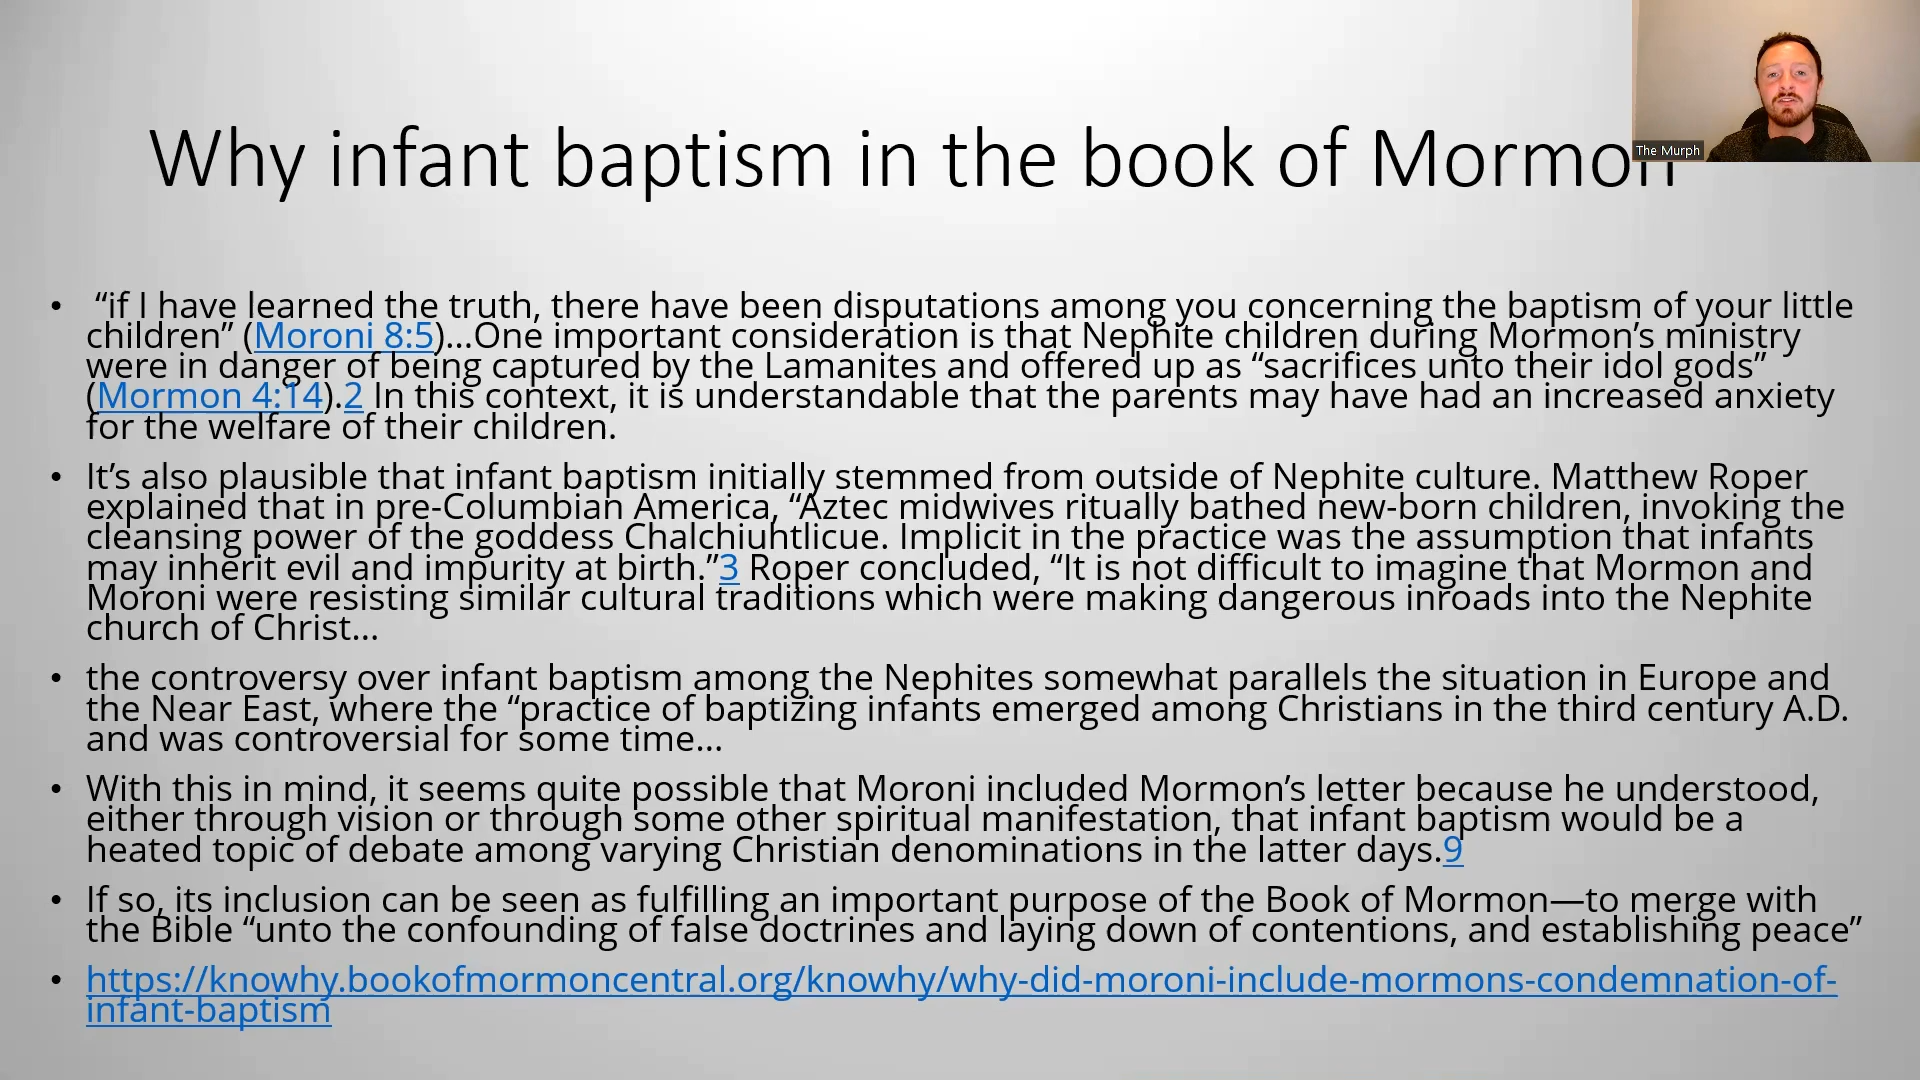 The Murph
Why infant baptism in the book of Mormon
• “if I have learned the truth, there have been disputations among you concerning the baptism of your little
children” (Moroni 8:5)…One important consideration is that Nephite children during Mormon’s ministry
were in danger of being captured by the Lamanites and offered up as “sacrifices unto their idol gods”
(Mormon 4:14).2 In this context, it is understandable that the parents may have had an increased anxiety
for the welfare of their children.
• It’s also plausible that infant baptism initially stemmed from outside of Nephite culture. Matthew Roper
explained that in pre-Columbian America, “Aztec midwives ritually bathed new-born children, invoking the
cleansing power of the goddess Chalchiuhtlicue. Implicit in the practice was the assumption that infants
may inherit evil and impurity at birth.”3 Roper concluded, “It is not difficult to imagine that Mormon and
Moroni were resisting similar cultural traditions which were making dangerous inroads into the Nephite
church of Christ…
• the controversy over infant baptism among the Nephites somewhat parallels the situation in Europe and
the Near East, where the “practice of baptizing infants emerged among Christians in the third century A.D.
and was controversial for some time…
• With this in mind, it seems quite possible that Moroni included Mormon’s letter because he understood,
either through vision or through some other spiritual manifestation, that infant baptism would be a
heated topic of debate among varying Christian denominations in the latter days.9
• If so, its inclusion can be seen as fulfilling an important purpose of the Book of Mormon—to merge with
the Bible “unto the confounding of false doctrines and laying down of contentions, and establishing peace”
• https://knowhy.bookofmormoncentral.org/knowhy/why-did-moroni-include-mormons-condemnation-of-
infant-baptism